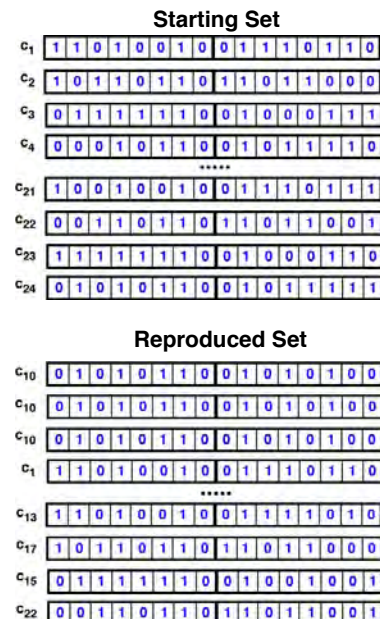 Starting Set
c1 1 1 0 1 0 0 1 0 0 1 1 1 0 1 1 0
c2 1 0 1 1 0 1 1 0 1 1 0 1 1 0 0 0
c3 0 1 1 1 1 1 1 0 0 1 0 0 0 1 1 1
c4 0 0 0 1 0 1 1 0 0 1 0 1 1 1 1 0
.....
c21 1 0 0 1 0 0 1 0 0 1 1 1 0 1 1 1
c22 0 0 1 1 0 1 1 0 1 1 0 1 1 0 0 1
c23 1 1 1 1 1 1 1 0 0 1 0 0 0 1 1 0
c24 0 1 0 1 0 1 1 0 0 1 0 1 1 1 1 1
Reproduced Set
c10 0 1 0 1 0 1 1 0 0 1 0 1 0 1 0 0
c10 0 1 0 1 0 1 1 0 0 1 0 1 0 1 0 0
c10 0 1 0 1 0 1 1 0 0 1 0 1 0 1 0 0
c1 1 1 0 1 0 0 1 0 0 1 1 1 0 1 1 0
.....
c13 1 1 0 1 0 0 1 0 0 1 1 1 1 0 1 0
c17 1 0 1 1 0 1 1 0 1 1 0 1 1 0 0 0
c15 0 1 1 1 1 1 1 0 0 1 0 0 1 0 0 1
c22 0 0 1 1 0 1 1 0 1 1 0 1 1 0 0 1